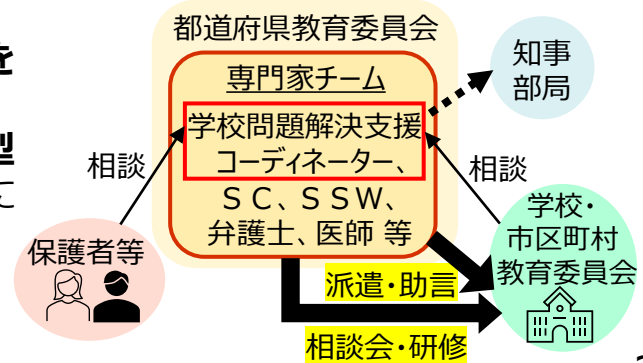 都道府県教育委員会
を
知事
部局
専門家チーム
学校問題解決支援
コーディネーター、
型
相談
相談
に
ＳＣ、ＳＳＷ、
弁護士、医師 等
学校・
市区町村
教育委員会
保護者等
派遣・助言
相談会・研修